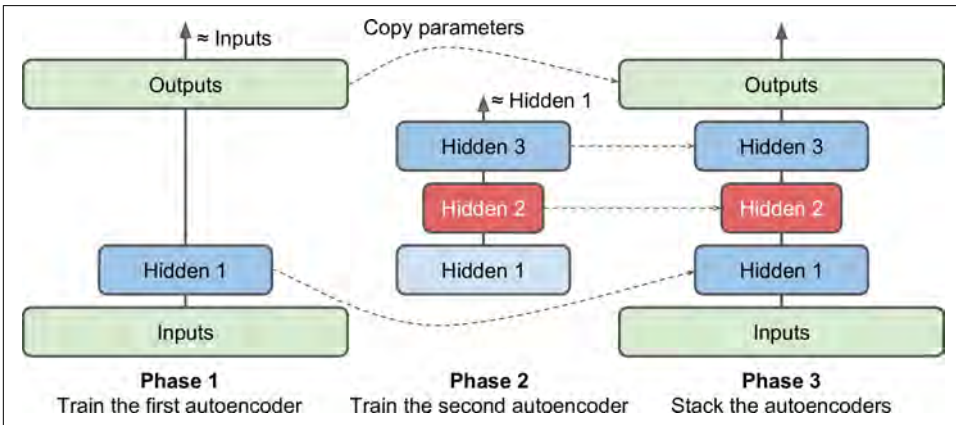 ≈ Inputs
Copy parameters
Outputs
Outputs
≈ Hidden 1
Hidden 3
Hidden 3
Hidden 2
Hidden 2
Hidden 1
Hidden 1
Hidden 1
Inputs
Inputs
Phase 1
Train the first autoencoder
Phase 2
Train the second autoencoder
Phase 3
Stack the autoencoders